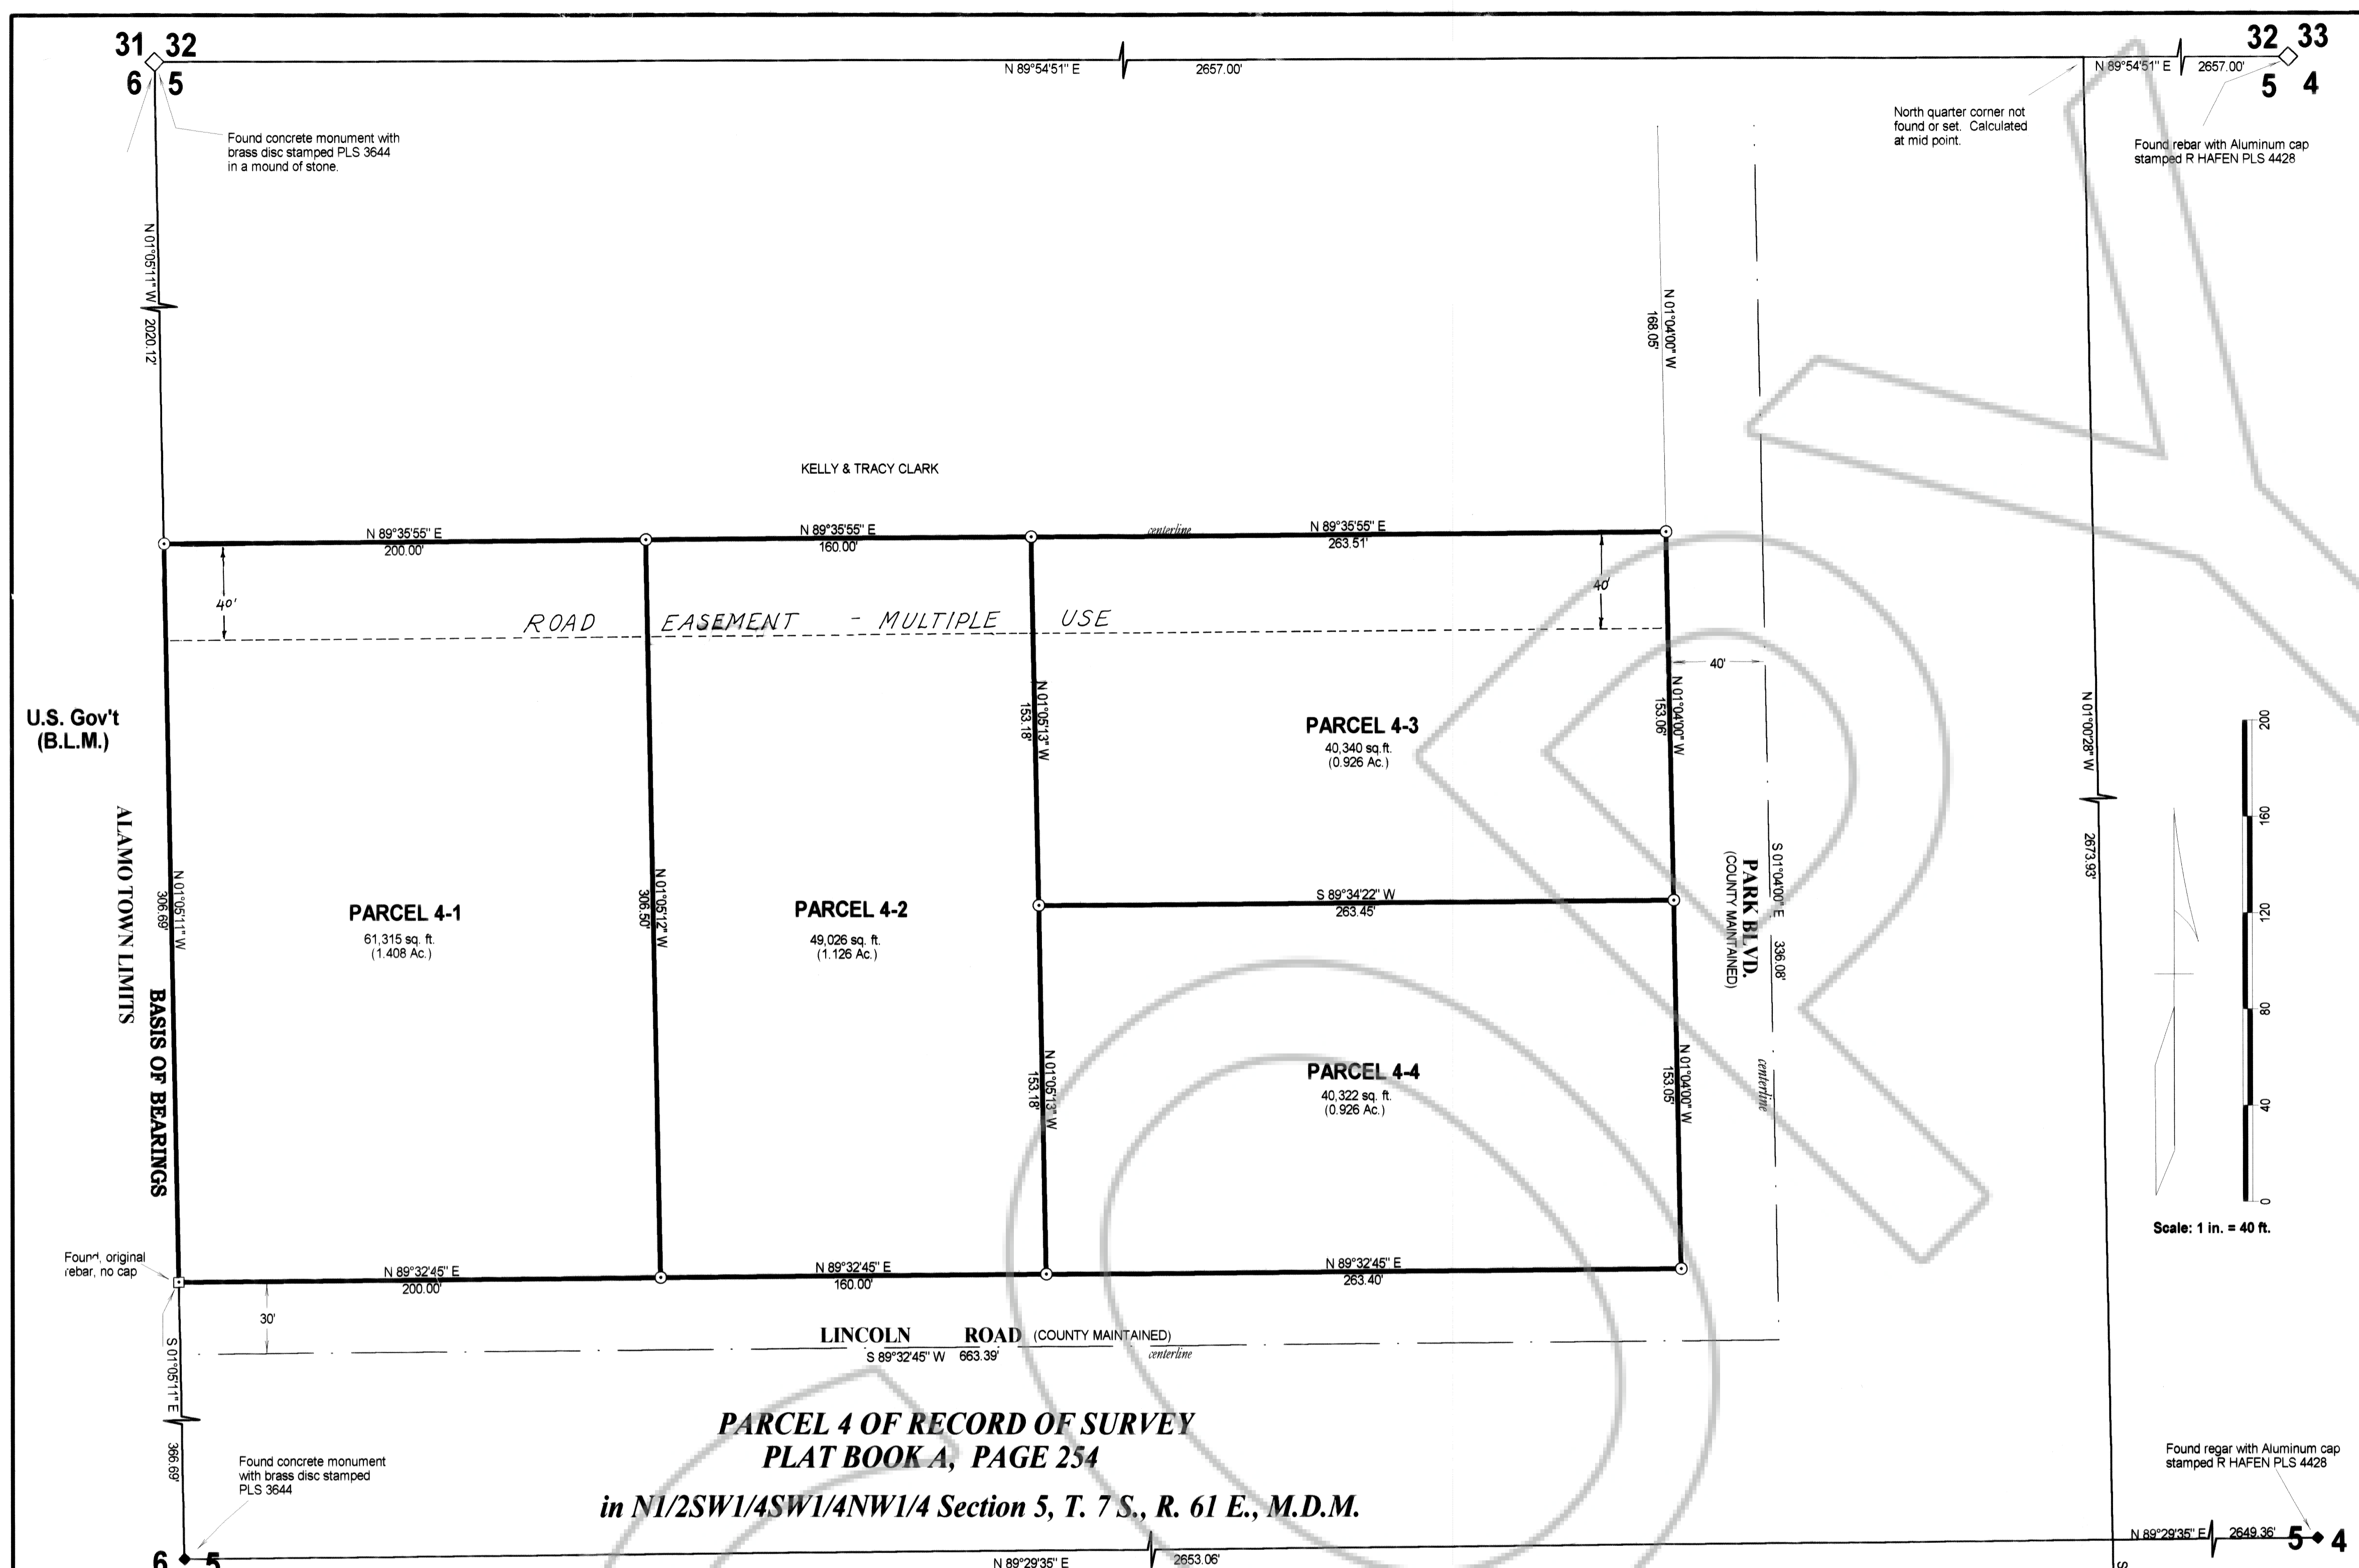 31 32
6 5
N 89°54'51" E 2657.00'
N 89°54'51" E 2657.00'
32 33
5 4
Found concrete monument with
brass disc stamped PLS 3644
in a mound of stone.
North quarter corner not
found or set. Calculated
at mid point.
Found rebar with Aluminum cap
stamped R HAFEN PLS 4428
N 01°05'11" W 2020.12'
N 01°04'00" W
168.05'
KELLY & TRACY CLARK
N 89°35'55" E
200.00'
N 89°35'55" E
160.00'
centerline
N 89°35'55" E
263.51'
40'
40'
ROAD EASEMENT - MULTIPLE USE
40'
U.S. Gov't
(B.L.M.)
ALAMO TOWN LIMITS
BASIS OF BEARINGS
N 01°05'11" W
306.69'
PARCEL 4-1
61,315 sq. ft.
(1.408 Ac.)
N 01°05'12" W
306.50'
PARCEL 4-2
49,026 sq. ft.
(1.126 Ac.)
N 01°05'13" W
153.18'
PARCEL 4-3
40,340 sq.ft.
(0.926 Ac.)
N 01°04'00" W
153.06'
S 89°34'22" W
263.45'
N 01°05'13" W
153.18'
PARCEL 4-4
40,322 sq. ft.
(0.926 Ac.)
N 01°04'00" W
153.05'
PARK BLVD.
(COUNTY MAINTAINED)
S 01°04'00" E 336.08'
centerline
N 01°00'28" W 2673.93'
200
160
120
80
40
0
Scale: 1 in. = 40 ft.
Found, original
rebar, no cap
N 89°32'45" E
200.00'
N 89°32'45" E
160.00'
N 89°32'45" E
263.40'
30'
LINCOLN ROAD (COUNTY MAINTAINED)
S 89°32'45" W 663.39'
centerline
S 01°05'11" E 366.69'
PARCEL 4 OF RECORD OF SURVEY
PLAT BOOK A, PAGE 254
in N1/2SW1/4SW1/4NW1/4 Section 5, T. 7 S., R. 61 E., M.D.M.
Found concrete monument
with brass disc stamped
PLS 3644
Found regar with Aluminum cap
stamped R HAFEN PLS 4428
6 5
N 89°29'35" E 2653.06'
N 89°29'35" E 2649.36'
5 4
S